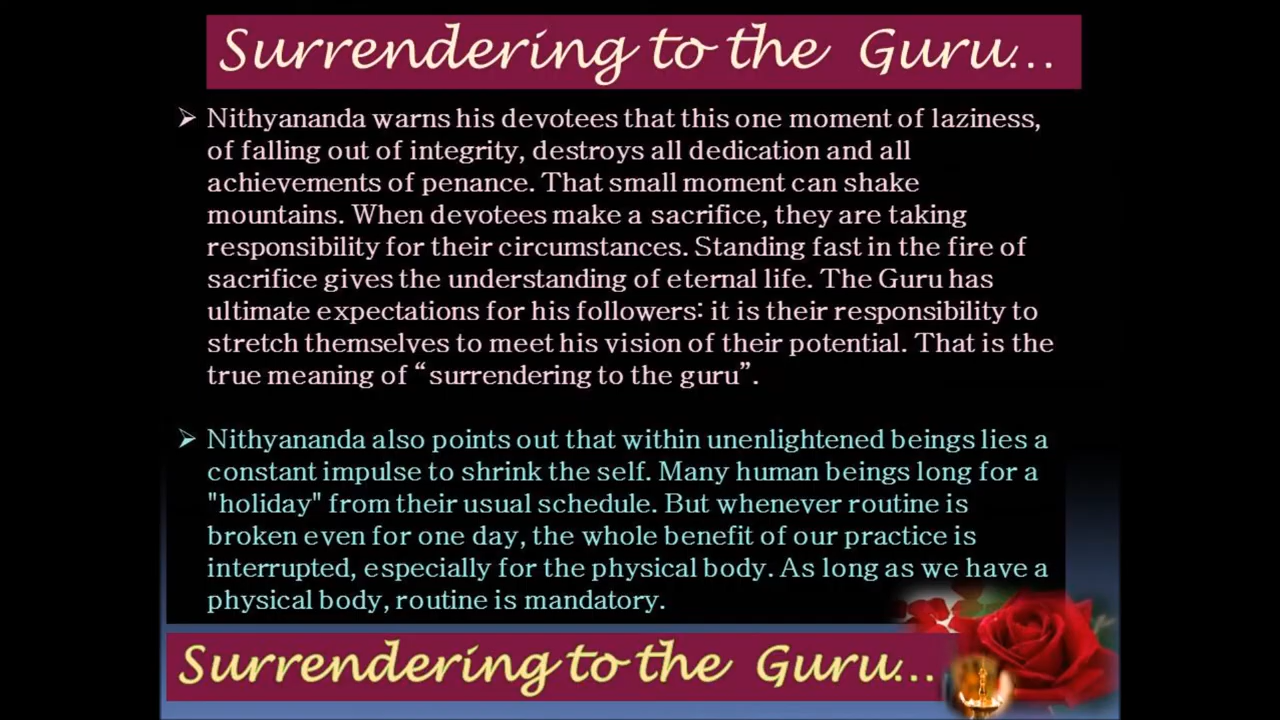 Surrendering to the Guru...
➢ Nithyananda warns his devotees that this one moment of laziness,
of falling out of integrity, destroys all dedication and all
achievements of penance. That small moment can shake
mountains. When devotees make a sacrifice, they are taking
responsibility for their circumstances. Standing fast in the fire of
sacrifice gives the understanding of eternal life. The Guru has
ultimate expectations for his followers: it is their responsibility to
stretch themselves to meet his vision of their potential. That is the
true meaning of “surrendering to the guru”.
➢ Nithyananda also points out that within unenlightened beings lies a
constant impulse to shrink the self. Many human beings long for a
"holiday" from their usual schedule. But whenever routine is
broken even for one day, the whole benefit of our practice is
interrupted, especially for the physical body. As long as we have a
physical body, routine is mandatory.
Surrendering to the Guru...